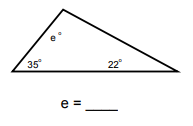 e°
35° 22°
e = ____